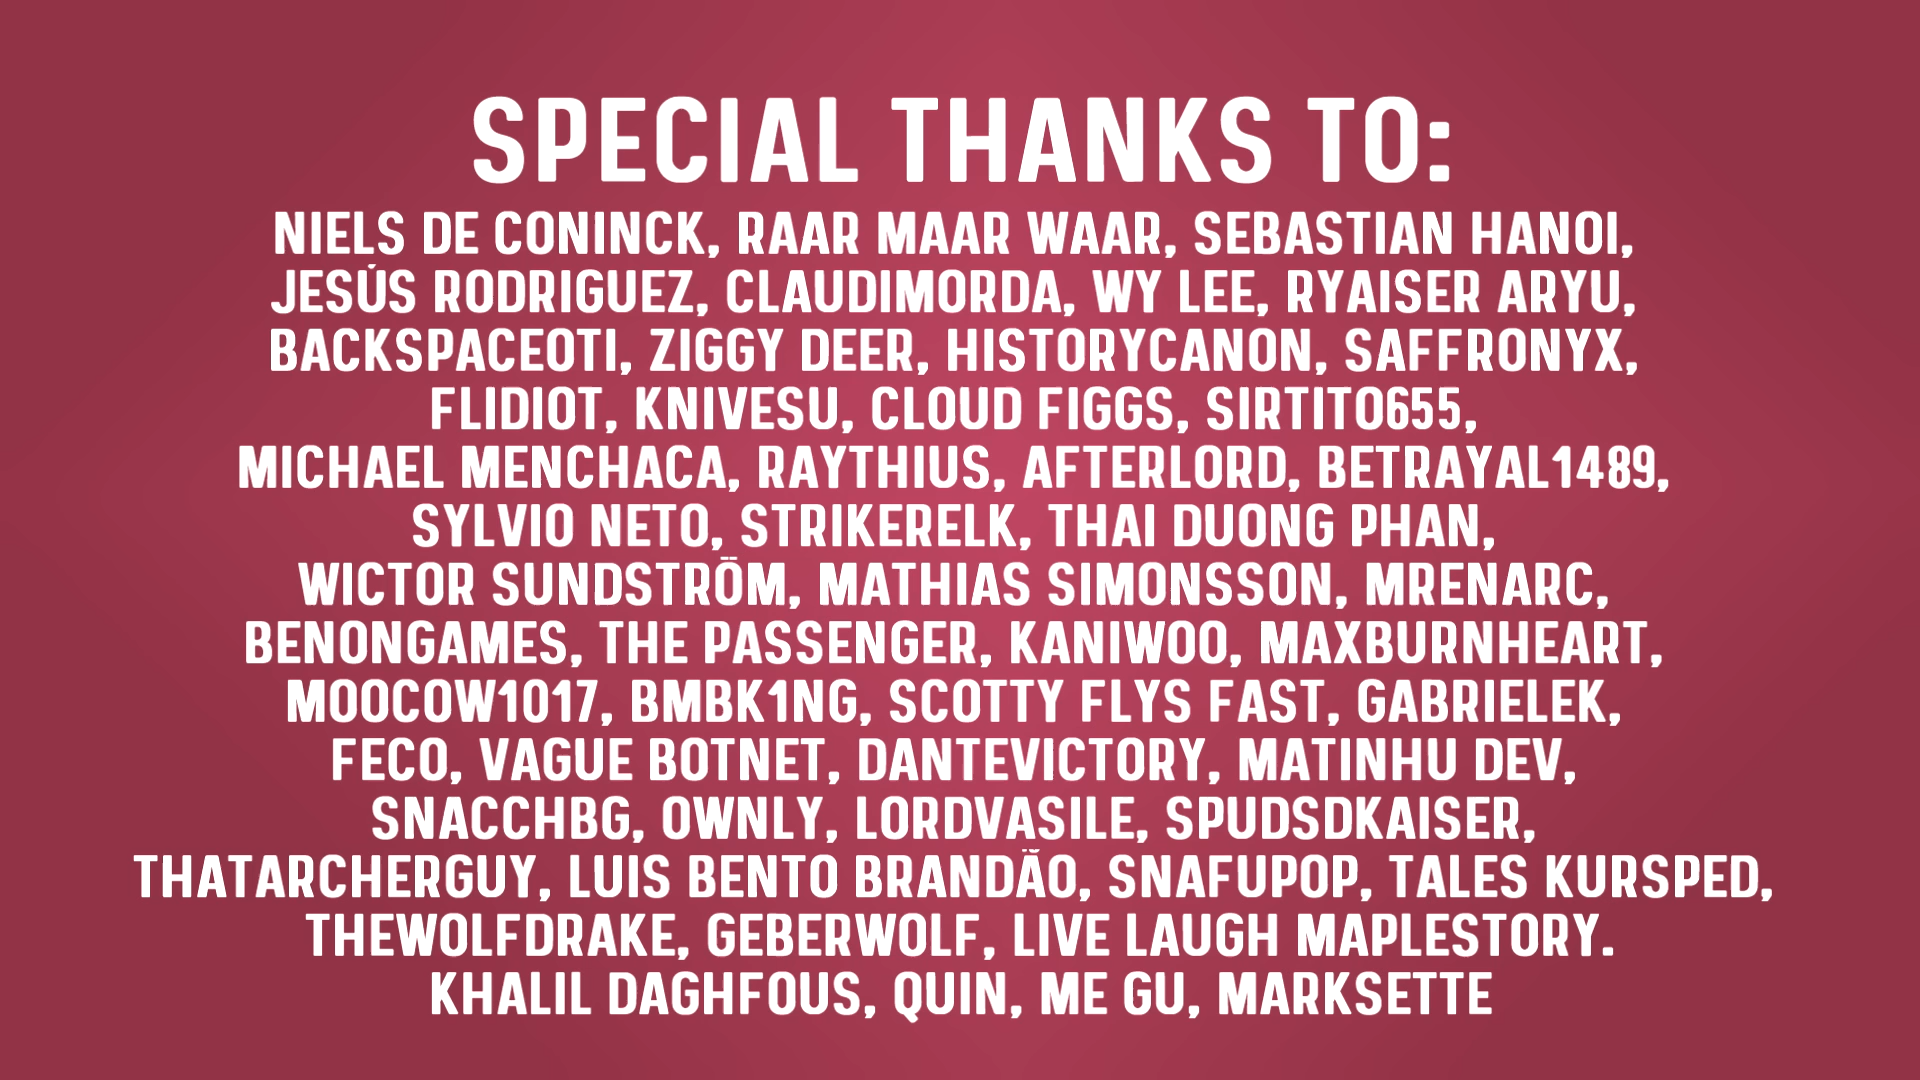 SPECIAL THANKS TO:
NIELS DE CONINCK, RAAR MAAR WAAR, SEBASTIAN HANOI,
JESÚS RODRIGUEZ, CLAUDIMORDA, WY LEE, RYAISER ARYU,
BACKSPACEOTI, ZIGGY DEER, HISTORYCANON, SAFFRONYX,
FLIDIOT, KNIVESU, CLOUD FIGGS, SIRTITO655,
MICHAEL MENCHACA, RAYTHIUS, AFTERLORD, BETRAYAL1489,
SYLVIO NETO, STRIKERELK, THAI DUONG PHAN,
WICTOR SUNDSTRÖM, MATHIAS SIMONSSON, MRENARC,
BENONGAMES, THE PASSENGER, KANIWOO, MAXBURNHEART,
MOOCOW1017, BMBK1NG, SCOTTY FLYS FAST, GABRIELEK,
FECO, VAGUE BOTNET, DANTEVICTORY, MATINHU DEV,
SNACCHBG, OWNLY, LORDVASILE, SPUDSDKAISER,
THATARCHERGUY, LUIS BENTO BRANDÃO, SNAFUPOP, TALES KURSPED,
THEWOLFDRAKE, GEBERWOLF, LIVE LAUGH MAPLESTORY.
KHALIL DAGHFOUS, QUIN, ME GU, MARKSETTE